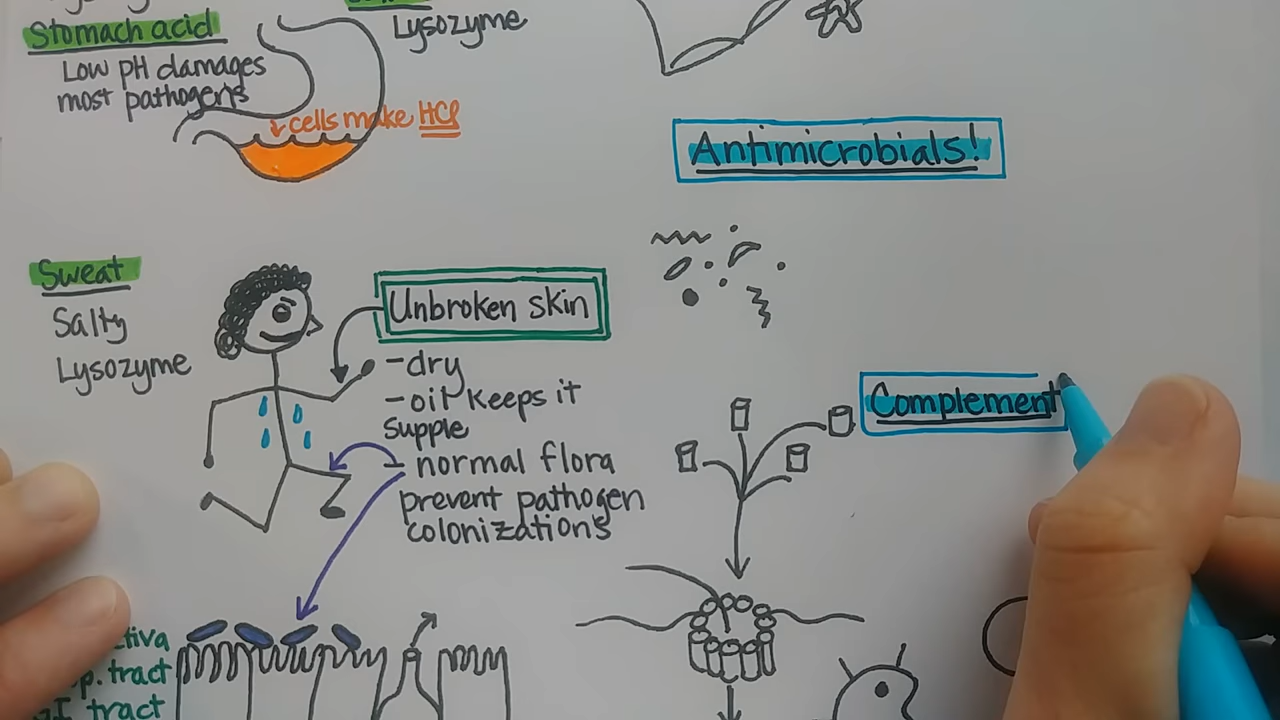 Stomach acid
Low pH damages
most pathogens
cells make HCl
Lysozyme
Antimicrobials!
Sweat
Salty
Lysozyme
Unbroken skin
-dry
-oil keeps it
supple
- normal flora
prevent pathogen
colonizations
Complement
tract
I tract